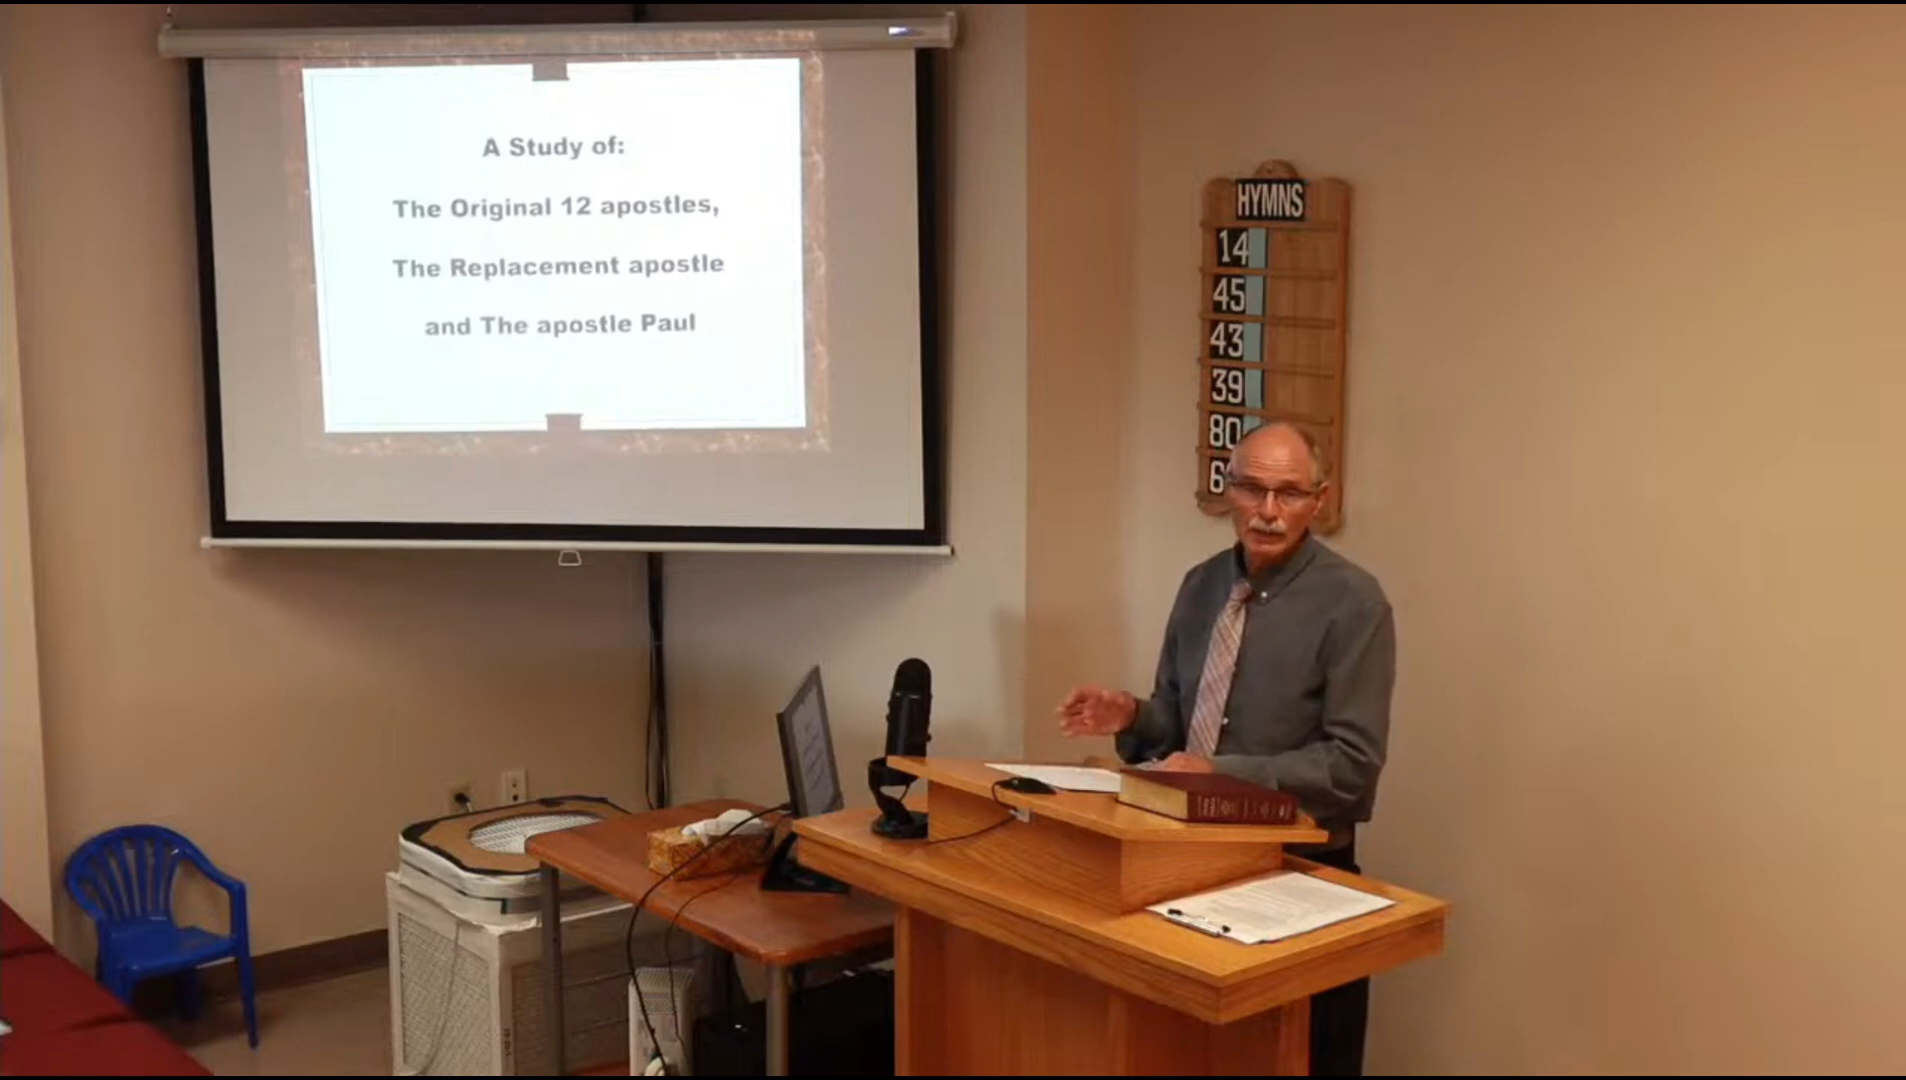 A Study of:
The Original 12 apostles,
The Replacement apostle
and The apostle Paul
HYMNS
14
45
43
39
80
6